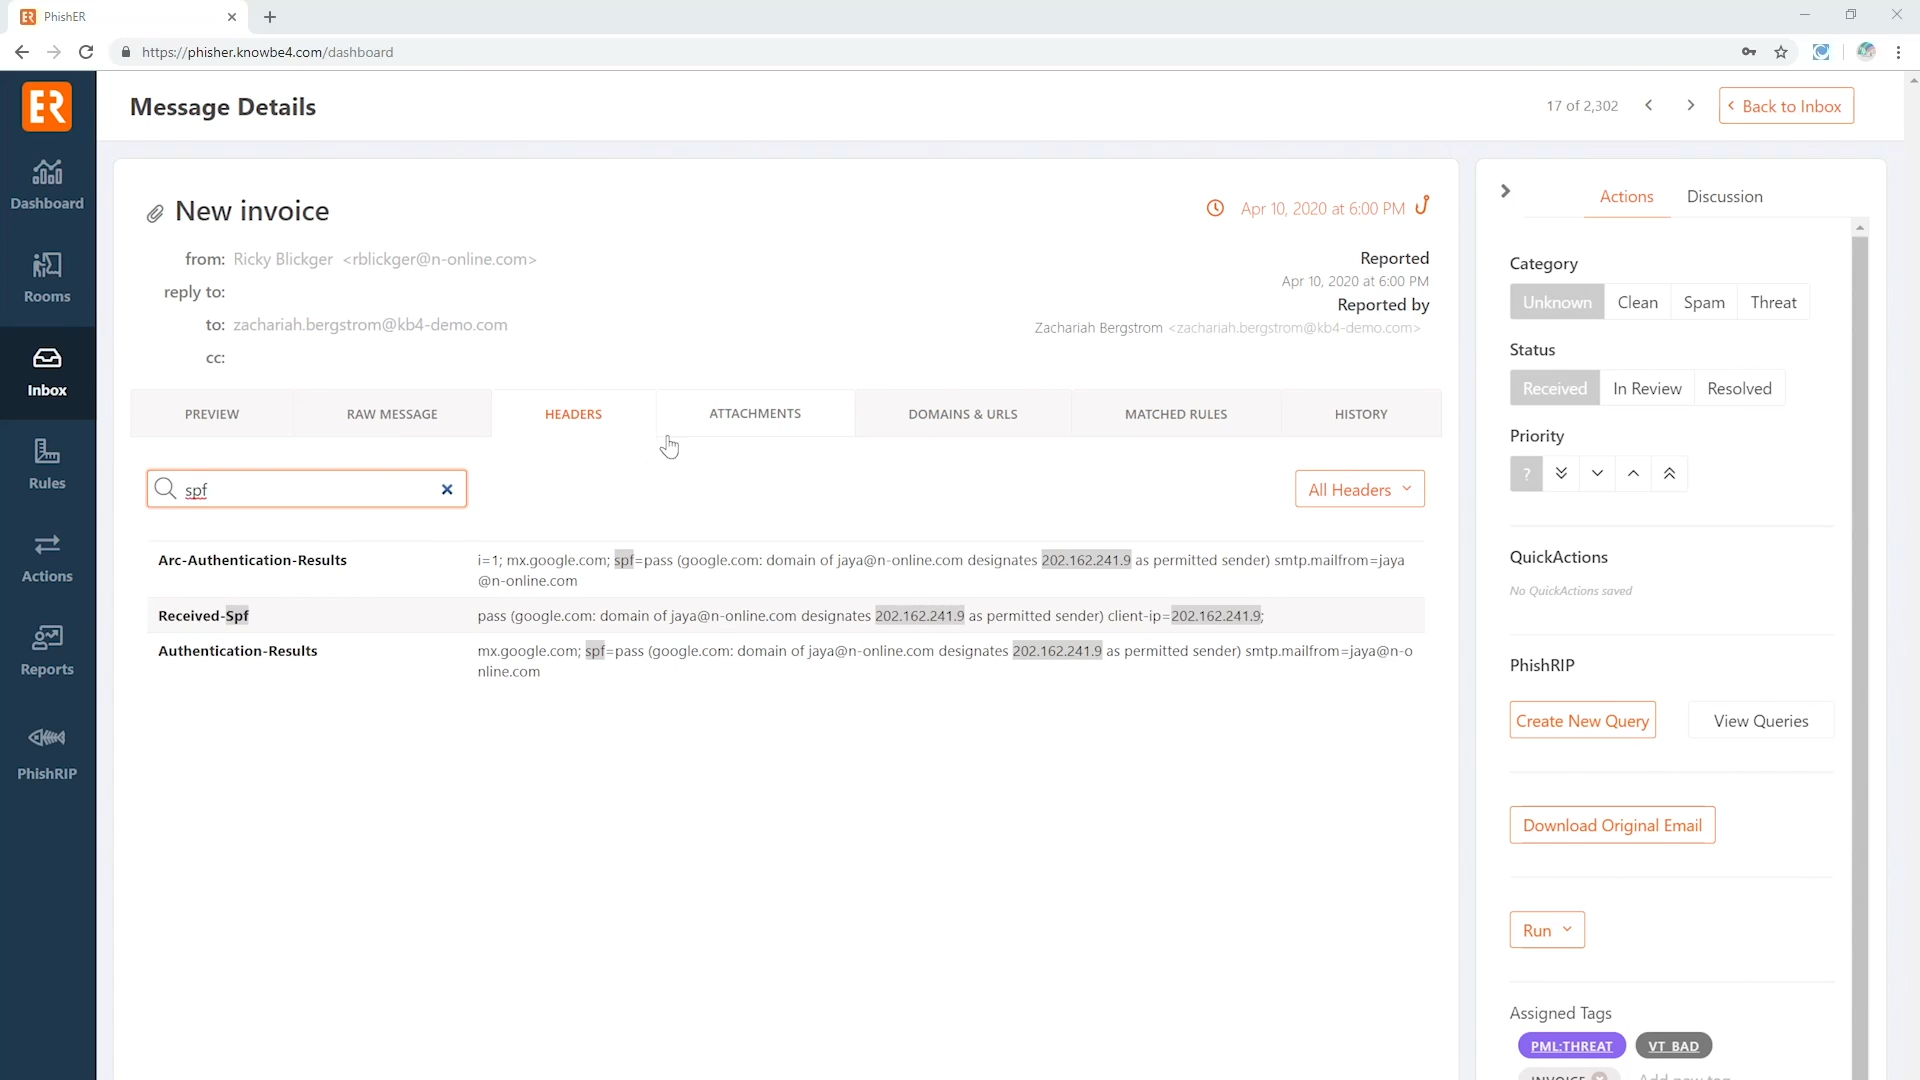 ER PhishER
https://phisher.knowbe4.com/dashboard
ER
Dashboard
Rooms
Inbox
Rules
Actions
Reports
PhishRIP
Message Details
17 of 2,302
Back to Inbox
New invoice
Apr 10, 2020 at 6:00 PM
from: Ricky Blickger <rblickger@n-online.com>
reply to:
to: zachariah.bergstrom@kb4-demo.com
cc:
Reported
Apr 10, 2020 at 6:00 PM
Reported by
Zachariah Bergstrom <zachariah.bergstrom@kb4-demo.com>
PREVIEW RAW MESSAGE HEADERS ATTACHMENTS DOMAINS & URLS MATCHED RULES HISTORY
spf
All Headers
Arc-Authentication-Results i=1; mx.google.com; spf=pass (google.com: domain of jaya@n-online.com designates 202.162.241.9 as permitted sender) smtp.mailfrom=jaya
@n-online.com
Received-Spf pass (google.com: domain of jaya@n-online.com designates 202.162.241.9 as permitted sender) client-ip=202.162.241.9;
Authentication-Results mx.google.com; spf=pass (google.com: domain of jaya@n-online.com designates 202.162.241.9 as permitted sender) smtp.mailfrom=jaya@n-o
nline.com
Actions Discussion
Category
Unknown Clean Spam Threat
Status
Received In Review Resolved
Priority
?
QuickActions
No QuickActions saved
PhishRIP
Create New Query View Queries
Download Original Email
Run
Assigned Tags
PML:THREAT VT_BAD
INVOICE Add new tag